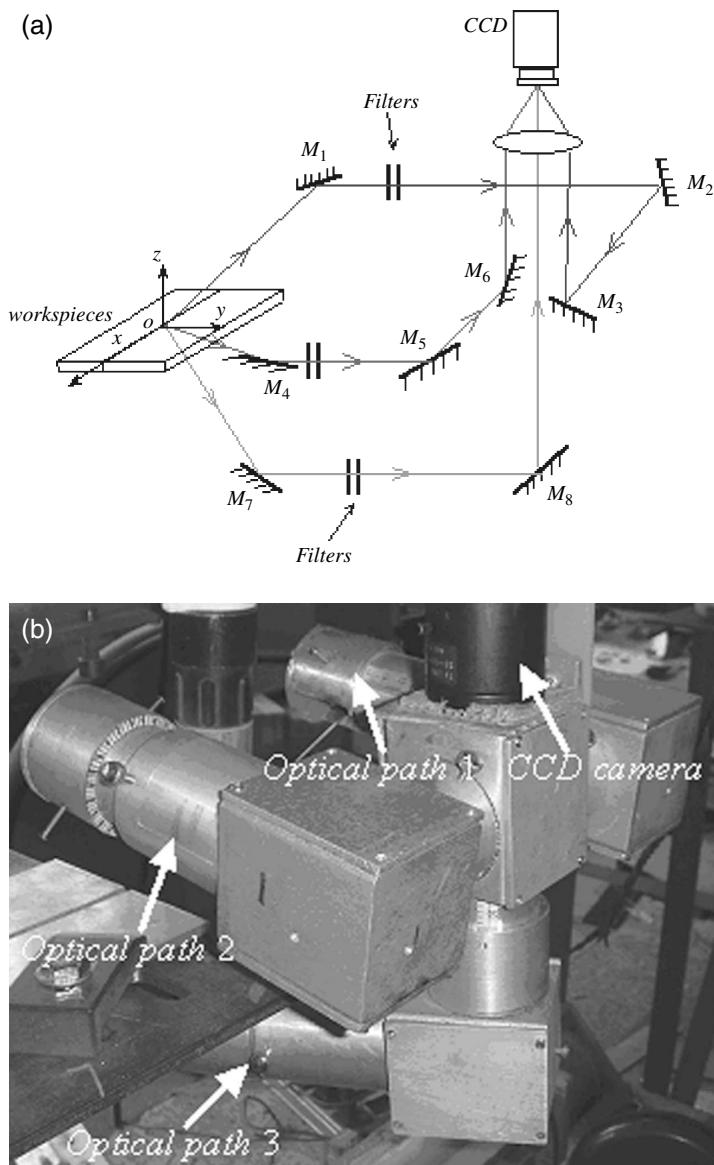 (a)
CCD
Filters
M1
M2
M6
M3
z
workspieces
o
y
x
M5
M4
M7
M8
Filters
(b)
Optical path 1
CCD camera
Optical path 2
Optical path 3